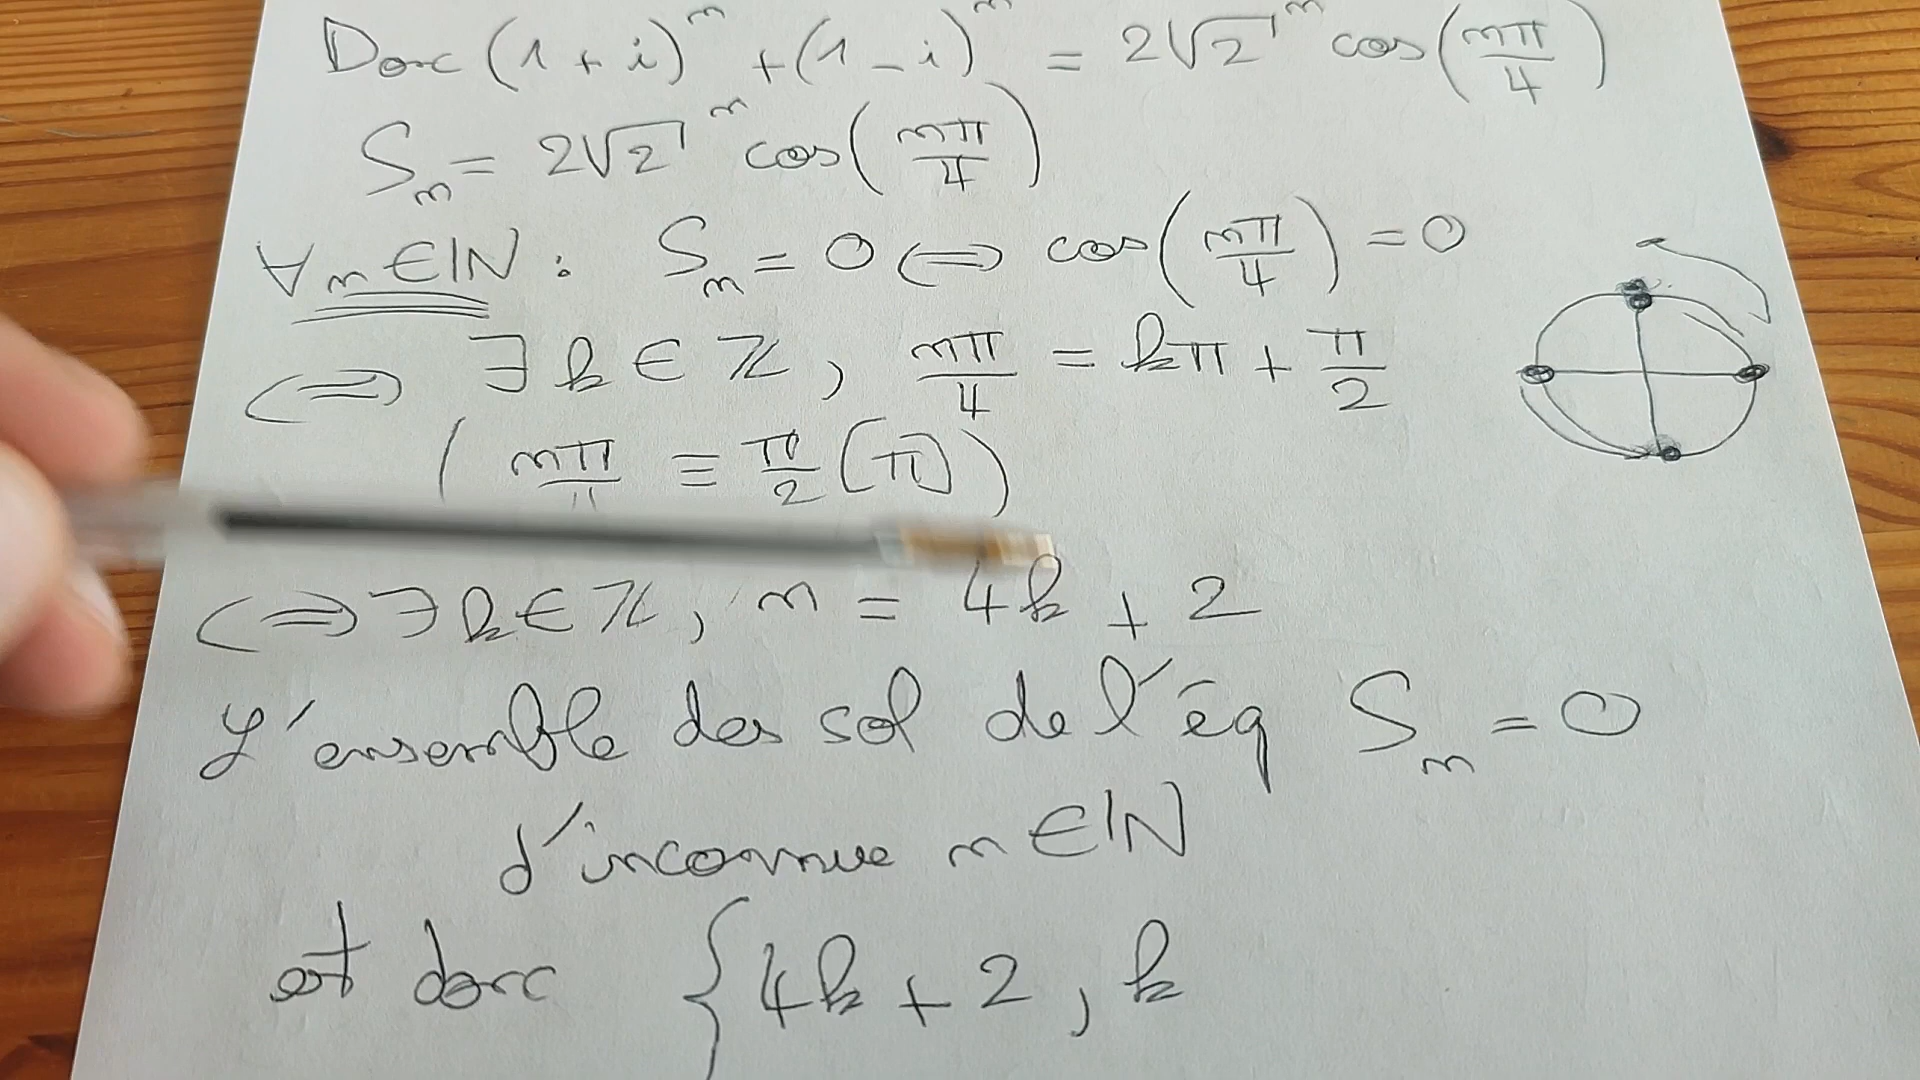 Donc (1 + i)^n + (1 - i)^n = 2√2^n cos(nπ/4)
S_n = 2√2^n cos(nπ/4)
∀n ∈ ℕ : S_n = 0 ⇔ cos(nπ/4) = 0
⇔ ∃ k ∈ ℤ, nπ/4 = kπ + π/2
(nπ/4 ≡ π/2 [π])
⇔ ∃ k ∈ ℤ, n = 4k + 2
L'ensemble des sol de l'éq S_n = 0
d'inconnue n ∈ ℕ
est donc {4k + 2, k